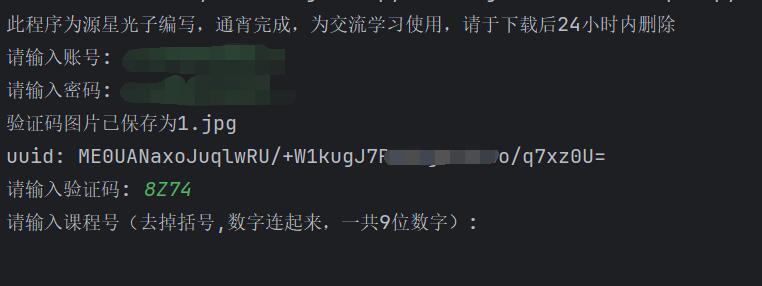 此程序为源星光子编写，通宵完成，为交流学习使用，请于下载后24小时内删除
请输入账号:
请输入密码:
验证码图片已保存为1.jpg
uuid: ME0UANaxoJuqlwRU/+W1kugJ7 o/q7xz0U=
请输入验证码: 8Z74
请输入课程号（去掉括号,数字连起来，一共9位数字）: